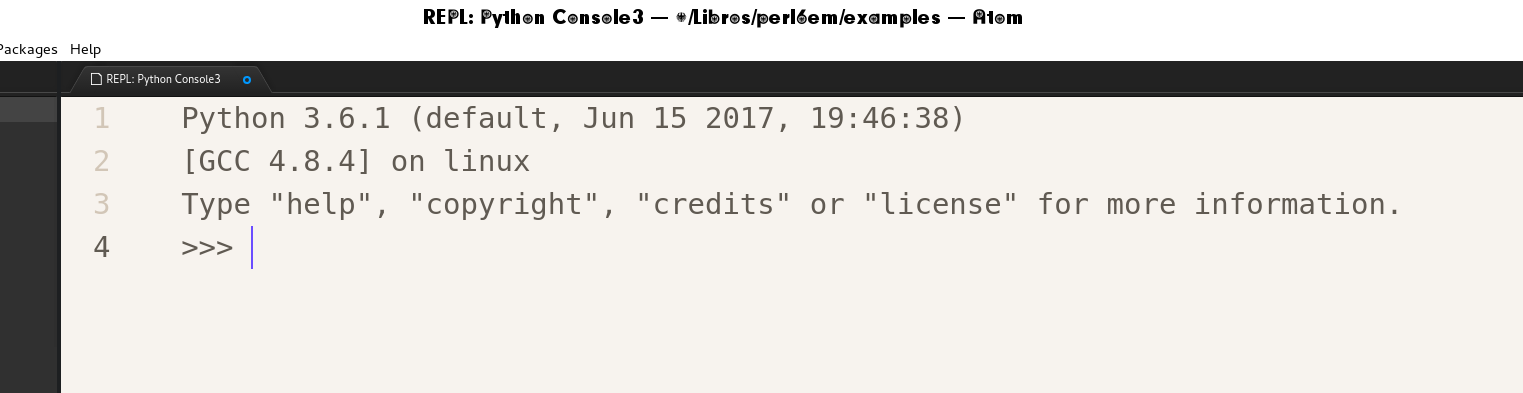 REPL: Python Console3 — ~/Libros/perl6em/examples — Atom
Packages Help
REPL: Python Console3
1 Python 3.6.1 (default, Jun 15 2017, 19:46:38)
2 [GCC 4.8.4] on linux
3 Type "help", "copyright", "credits" or "license" for more information.
4 >>>